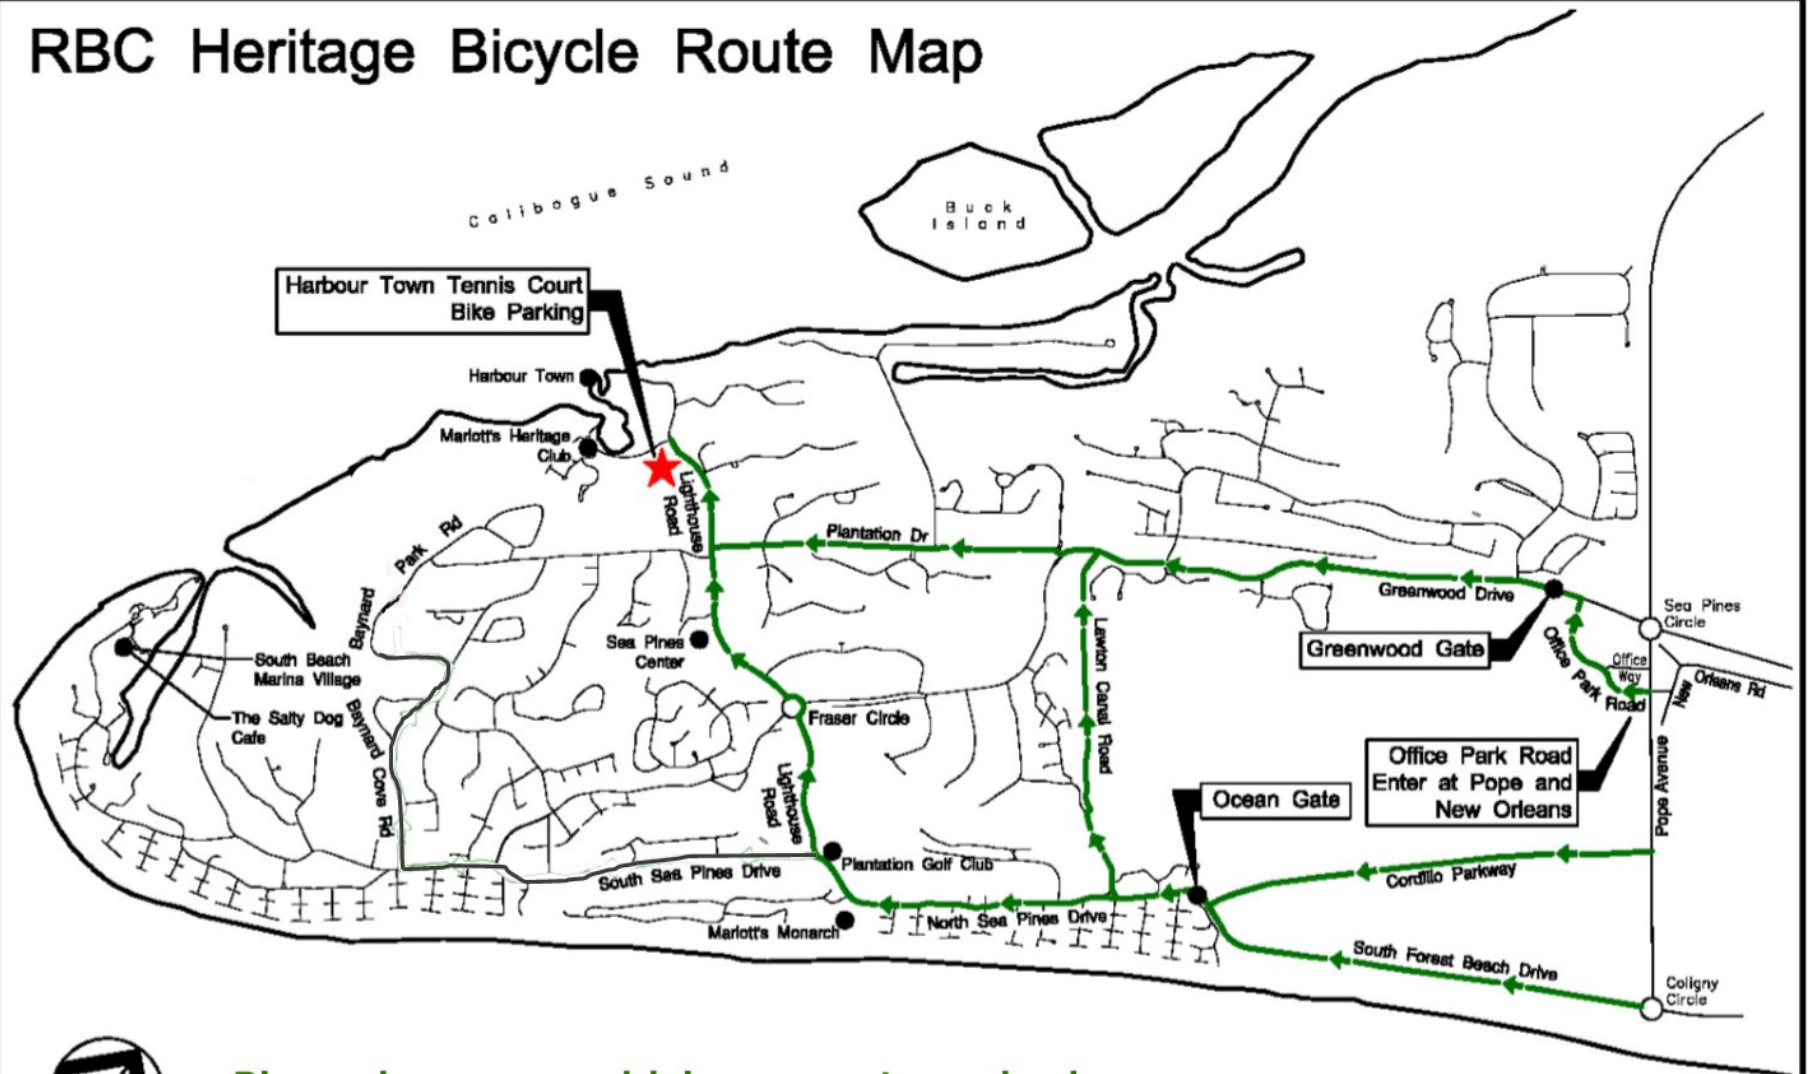 RBC Heritage Bicycle Route Map
Calibogue Sound
Buck
Island
Harbour Town Tennis Court
Bike Parking
Harbour Town
Mariott's Heritage
Club
Lighthouse
Road
Plantation Dr
Park Rd
Baynard
Greenwood Drive
Sea Pines
Circle
Greenwood Gate
Office Park Road
Office
Way
New Orleans Rd
South Beach
Marina Village
Sea Pines
Center
The Salty Dog
Cafe
Baynard Cove Rd
Fraser Circle
Lawton Canal Road
Lighthouse
Road
Office Park Road
Enter at Pope and
New Orleans
Pope Avenue
Ocean Gate
Plantation Golf Club
South Sea Pines Drive
Cordillo Parkway
North Sea Pines Drive
Mariott's Monarch
South Forest Beach Drive
Coligny
Circle